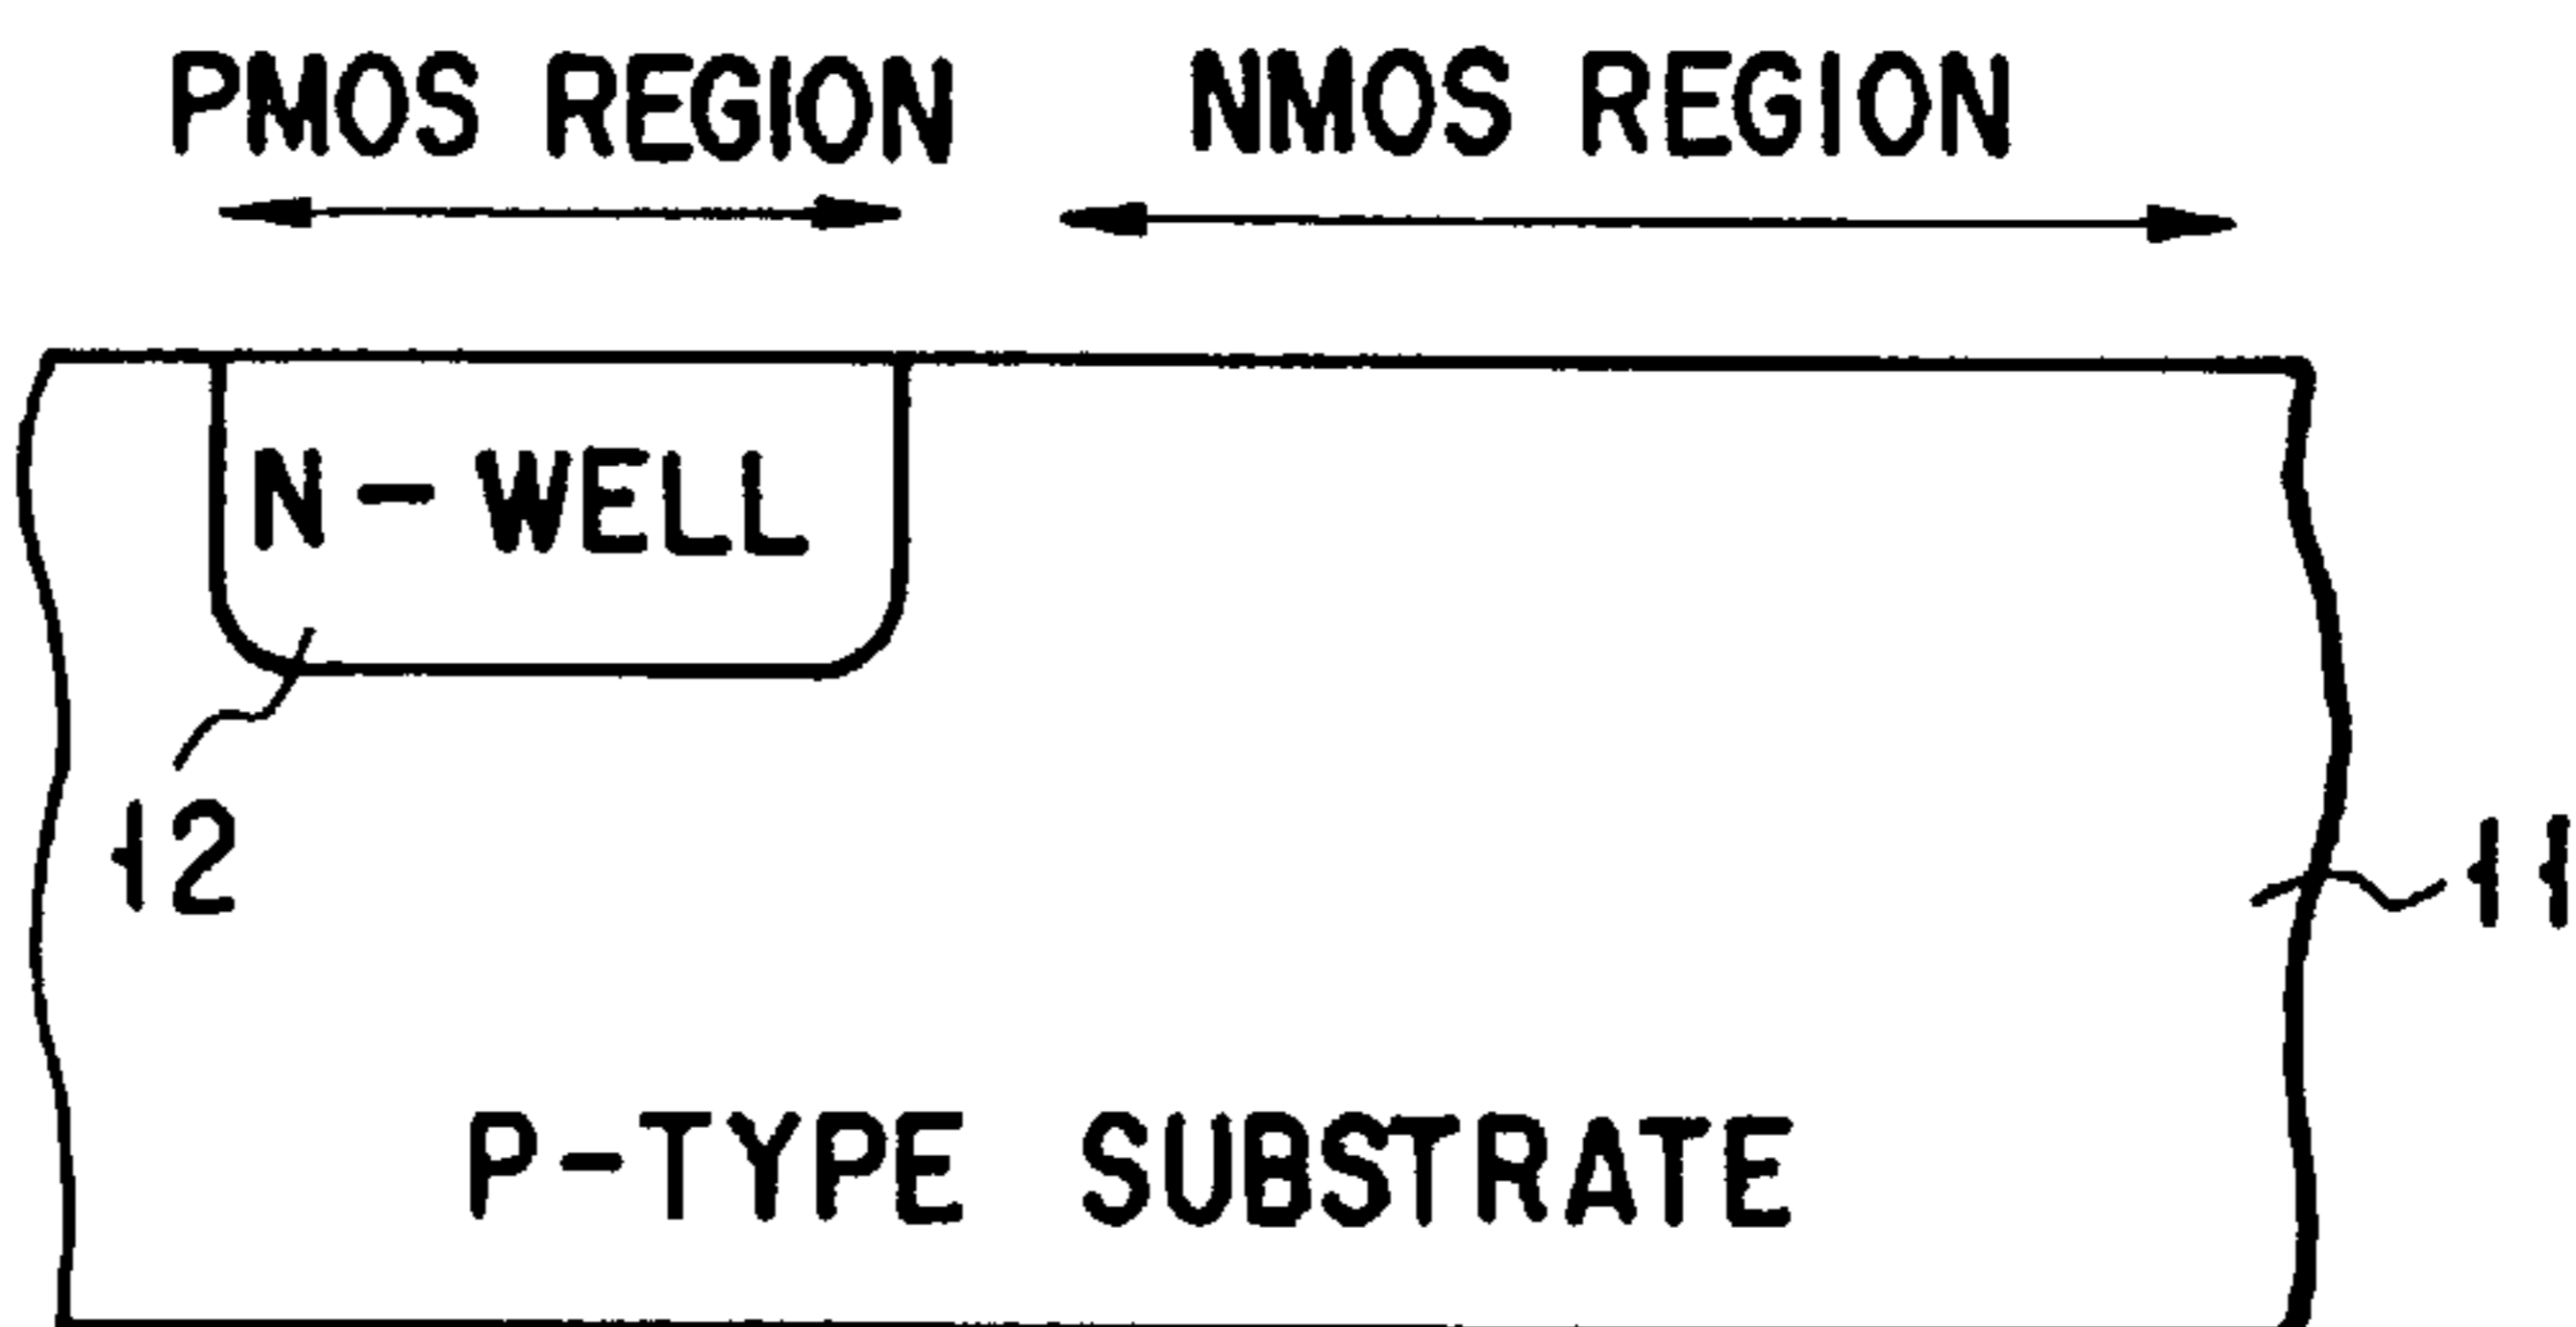 PMOS REGION NMOS REGION
N-WELL
12
11
P-TYPE SUBSTRATE